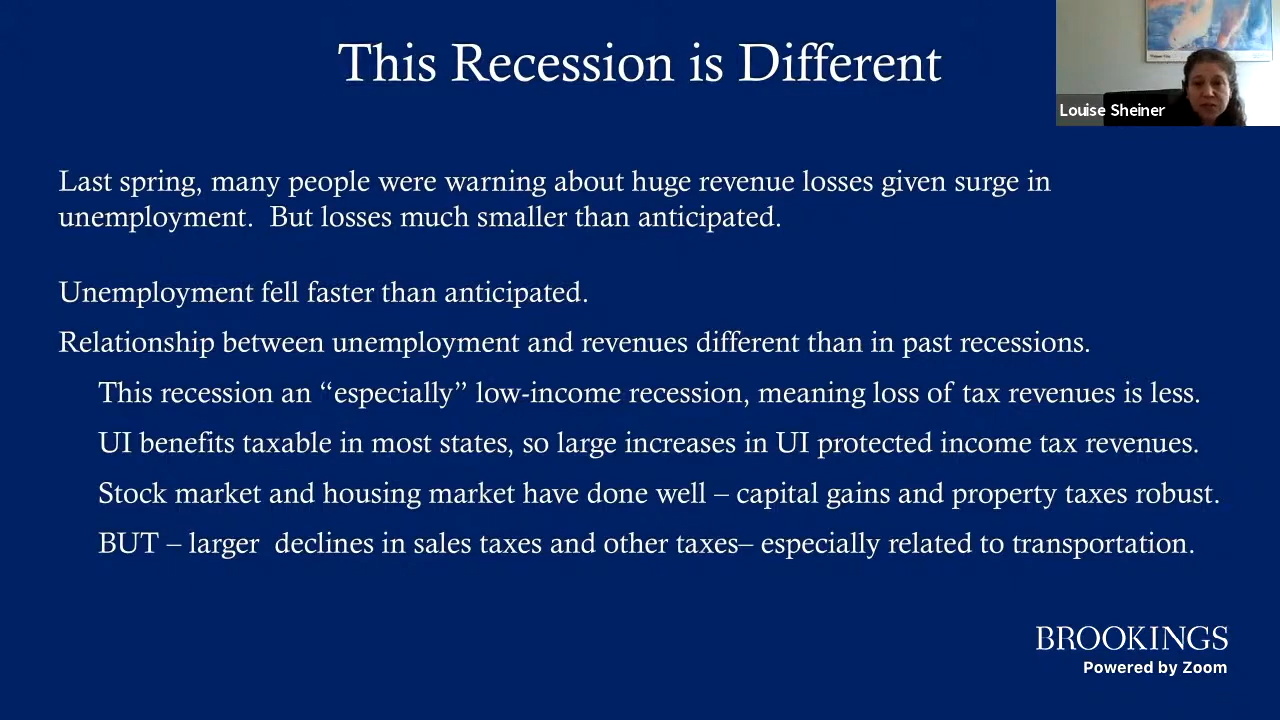 This Recession is Different
Louise Sheiner
Last spring, many people were warning about huge revenue losses given surge in
unemployment.  But losses much smaller than anticipated.
Unemployment fell faster than anticipated.
Relationship between unemployment and revenues different than in past recessions.
This recession an “especially” low-income recession, meaning loss of tax revenues is less.
UI benefits taxable in most states, so large increases in UI protected income tax revenues.
Stock market and housing market have done well – capital gains and property taxes robust.
BUT – larger  declines in sales taxes and other taxes– especially related to transportation.
BROOKINGS
Powered by Zoom